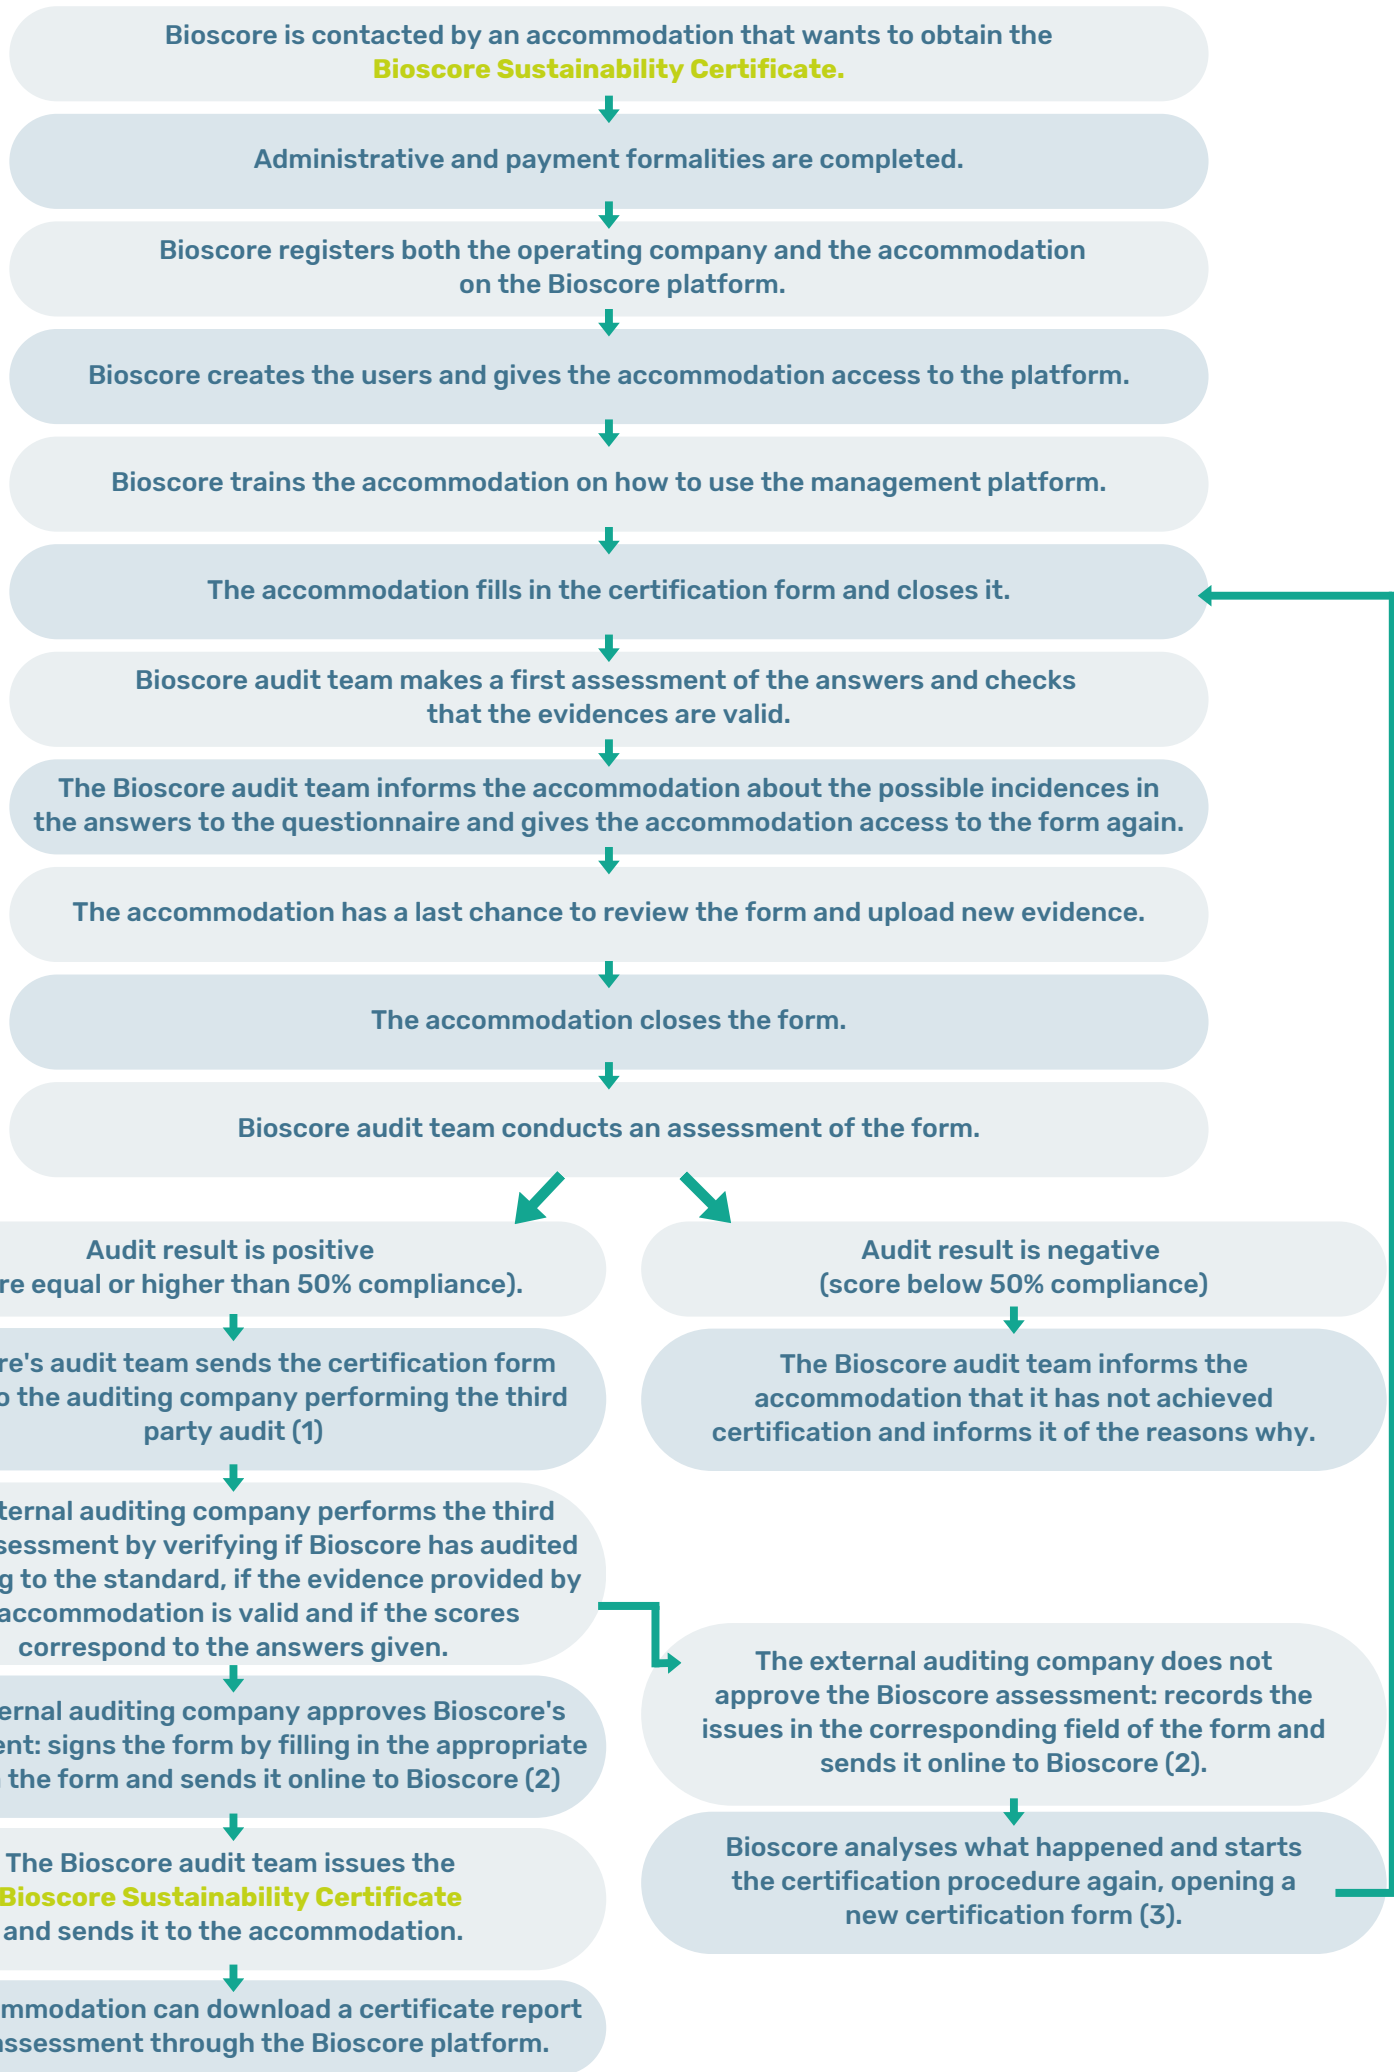 Bioscore is contacted by an accommodation that wants to obtain the
Bioscore Sustainability Certificate.
Administrative and payment formalities are completed.
Bioscore registers both the operating company and the accommodation
on the Bioscore platform.
Bioscore creates the users and gives the accommodation access to the platform.
Bioscore trains the accommodation on how to use the management platform.
The accommodation fills in the certification form and closes it.
Bioscore audit team makes a first assessment of the answers and checks
that the evidences are valid.
The Bioscore audit team informs the accommodation about the possible incidences in
the answers to the questionnaire and gives the accommodation access to the form again.
The accommodation has a last chance to review the form and upload new evidence.
The accommodation closes the form.
Bioscore audit team conducts an assessment of the form.
Audit result is positive
re equal or higher than 50% compliance).
re's audit team sends the certification form
o the auditing company performing the third
party audit (1)
ternal auditing company performs the third
sessment by verifying if Bioscore has audited
g to the standard, if the evidence provided by
accommodation is valid and if the scores
correspond to the answers given.
ernal auditing company approves Bioscore's
ent: signs the form by filling in the appropriate
the form and sends it online to Bioscore (2)
The Bioscore audit team issues the
Bioscore Sustainability Certificate
and sends it to the accommodation.
mmodation can download a certificate report
assessment through the Bioscore platform.
Audit result is negative
(score below 50% compliance)
The Bioscore audit team informs the
accommodation that it has not achieved
certification and informs it of the reasons why.
The external auditing company does not
approve the Bioscore assessment: records the
issues in the corresponding field of the form and
sends it online to Bioscore (2).
Bioscore analyses what happened and starts
the certification procedure again, opening a
new certification form (3).